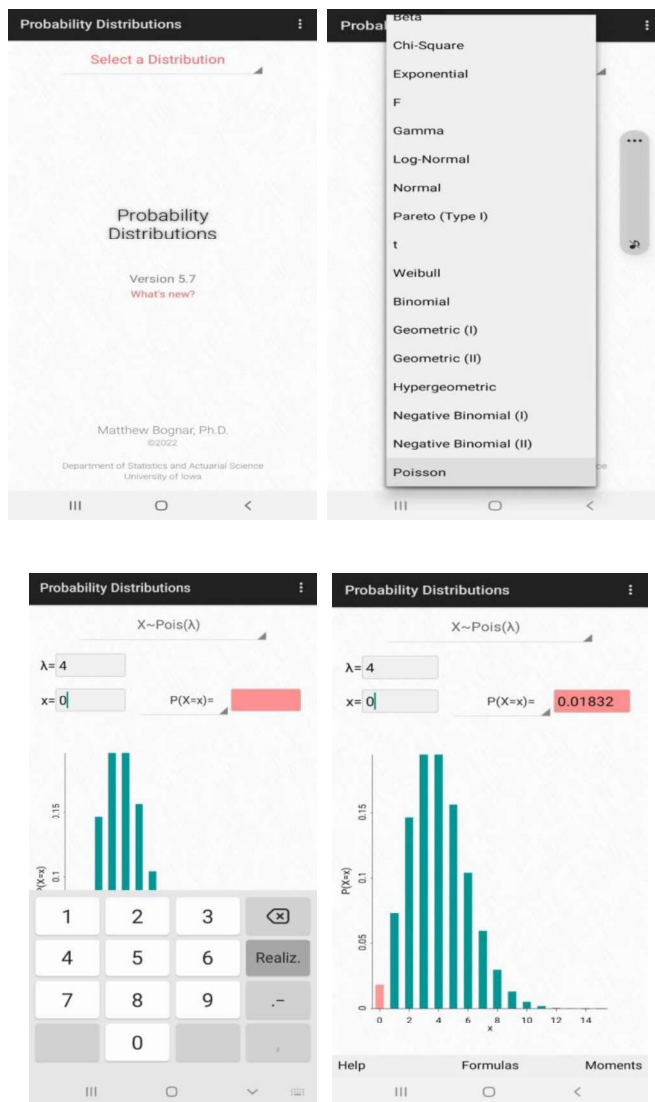 Probability Distributions
Select a Distribution
Probability
Distributions
Version 5.7
What's new?
Matthew Bognar, Ph.D.
©2022
Department of Statistics and Actuarial Science
University of Iowa
Probab
Beta
Chi-Square
Exponential
F
Gamma
Log-Normal
Normal
Pareto (Type I)
t
Weibull
Binomial
Geometric (I)
Geometric (II)
Hypergeometric
Negative Binomial (I)
Negative Binomial (II)
Poisson
ce
Probability Distributions
X~Pois(λ)
λ= 4
x= 0 P(X=x)=
0.15
0.1
P(X=x)
1 2 3
4 5 6 Realiz.
7 8 9 .-
0 ,
Probability Distributions
X~Pois(λ)
λ= 4
x= 0 P(X=x)= 0.01832
0.15
0.1
0.05
0
P(X=x)
0 2 4 6 8 10 12 14
x
Help Formulas Moments